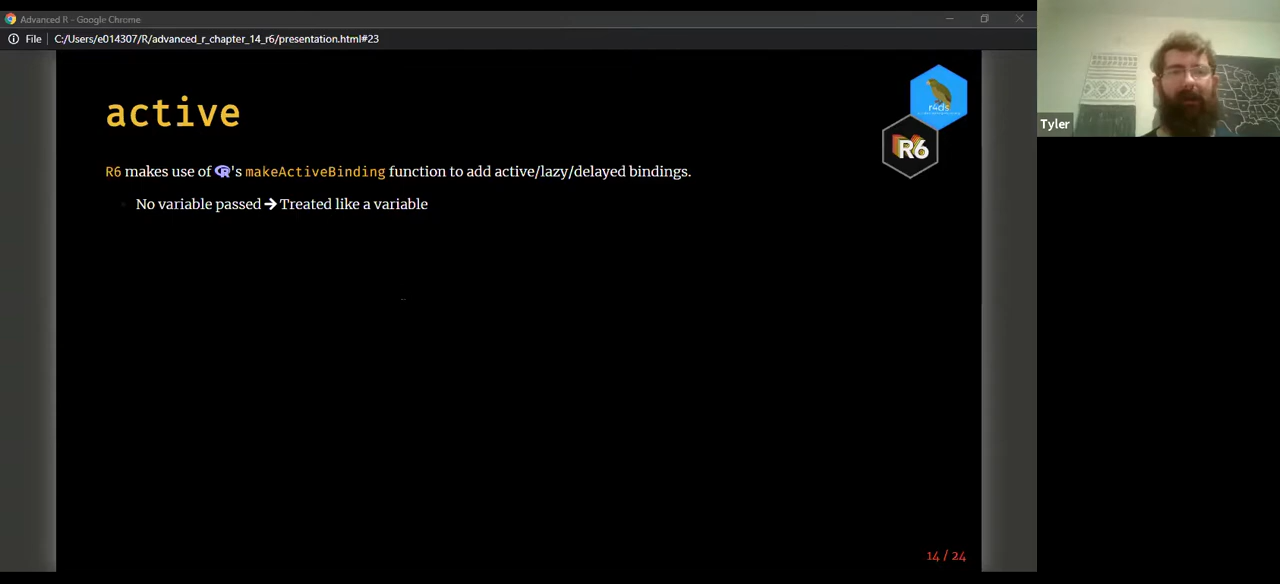 Advanced R - Google Chrome
File C:/Users/e014307/R/advanced_r_chapter_14_r6/presentation.html#23
active
r4ds
R6
R6 makes use of R's makeActiveBinding function to add active/lazy/delayed bindings.
No variable passed → Treated like a variable
14 / 24
Tyler